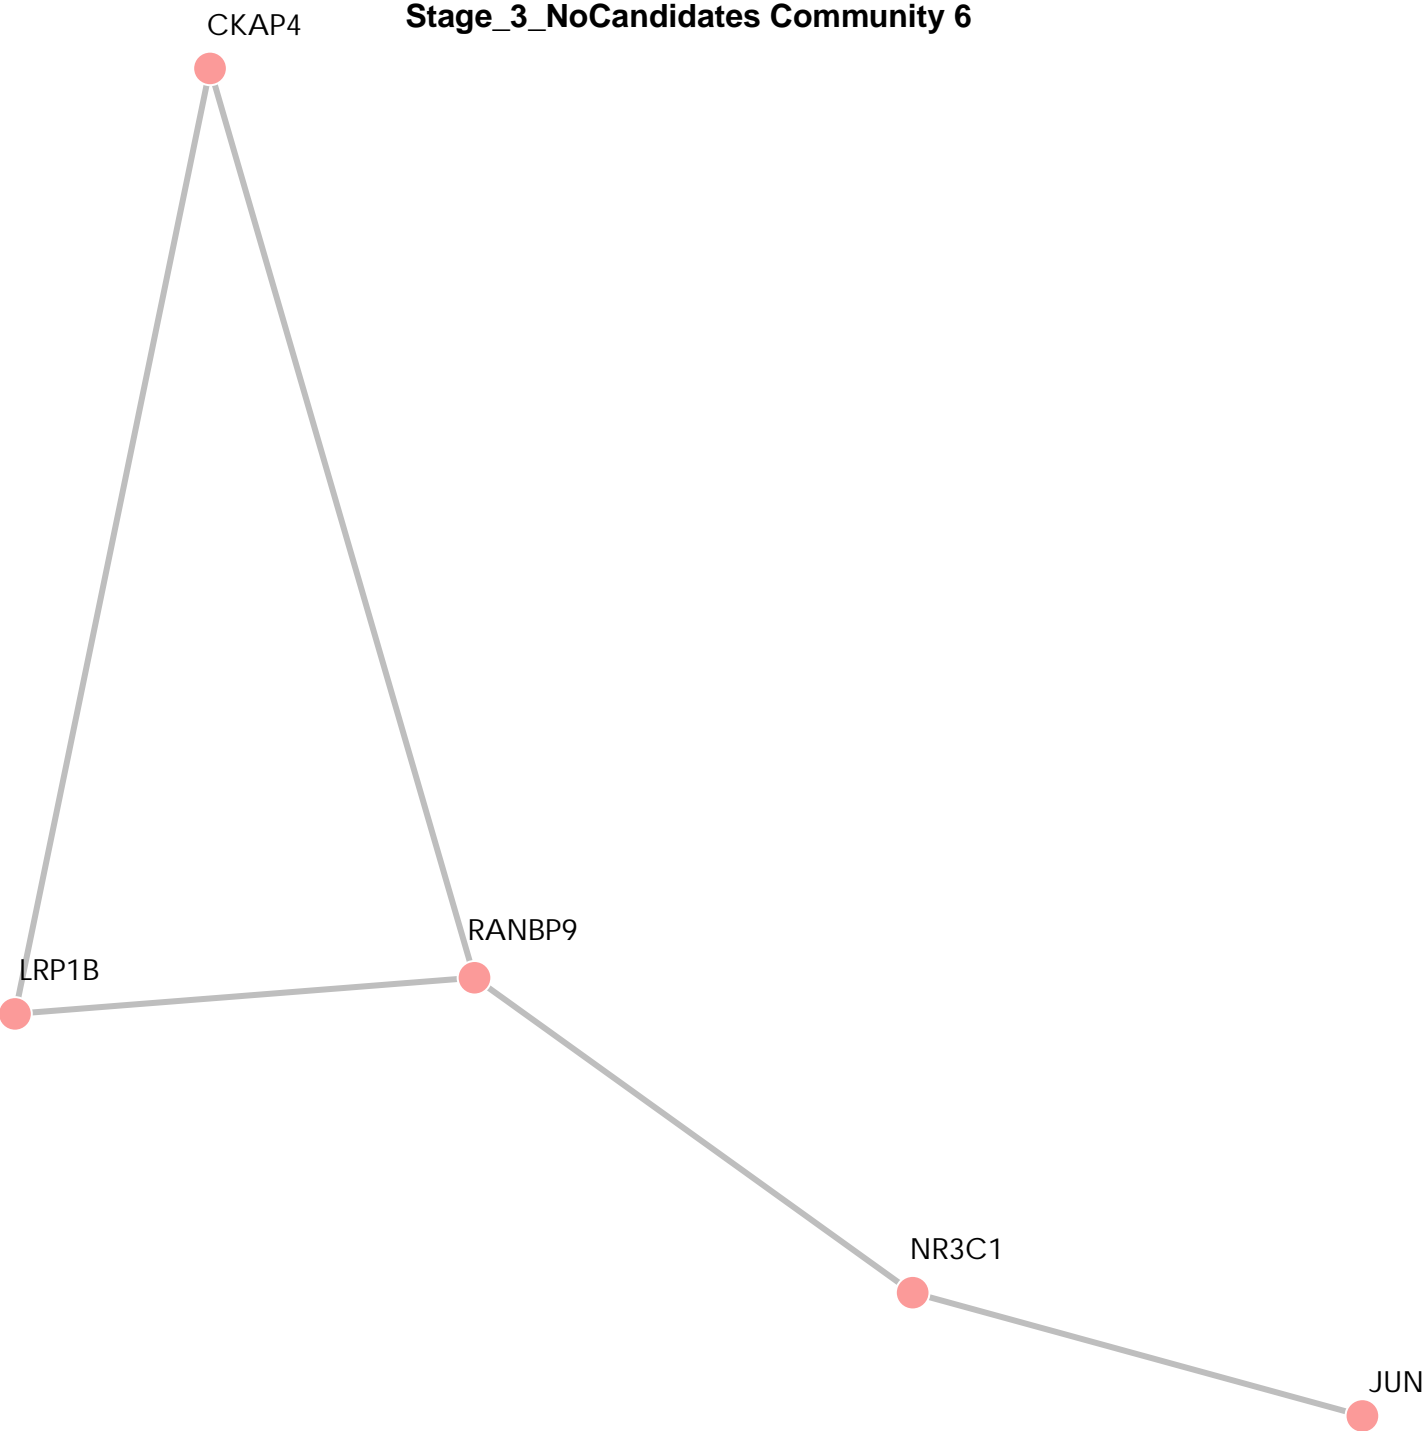 Stage_3_NoCandidates Community 6
CKAP4
RANBP9
LRP1B
NR3C1
JUN